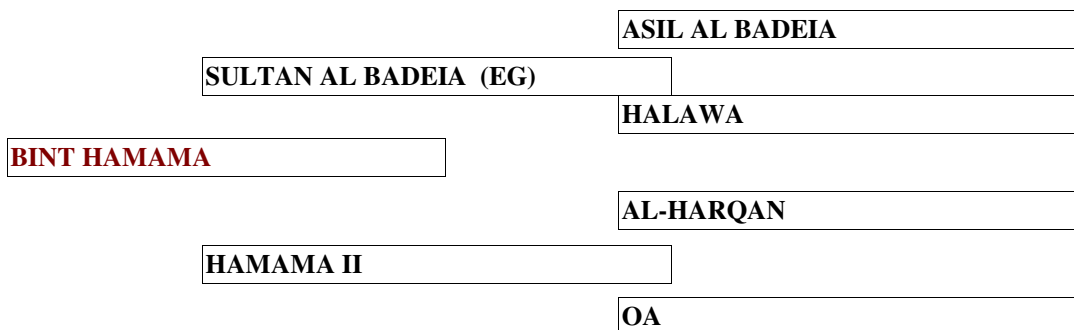 ASIL AL BADEIA
SULTAN AL BADEIA (EG)
HALAWA
BINT HAMAMA
AL-HARQAN
HAMAMA II
OA